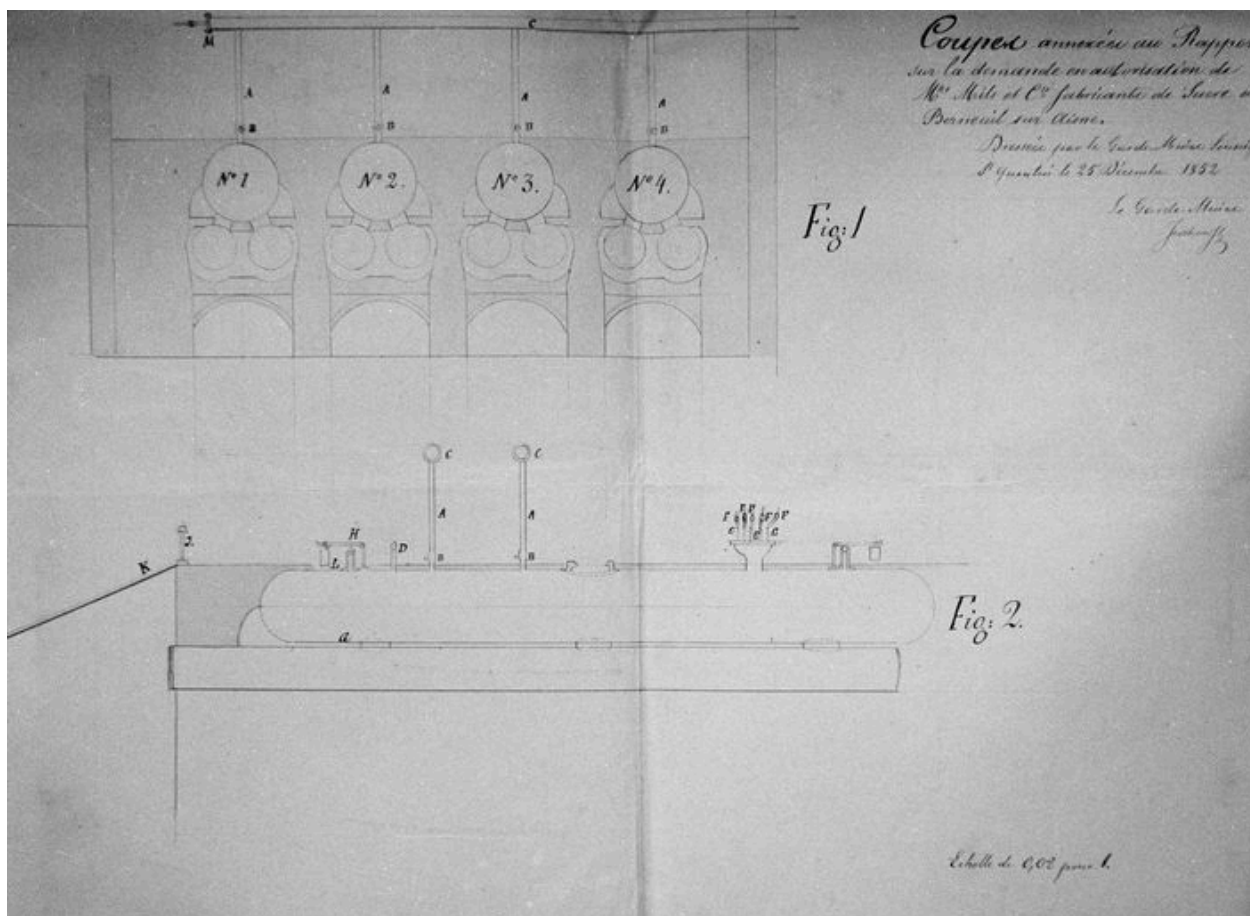 Coupes annexées au Rappor
sur la demande en autorisation de
Mrs Mièle et Cie fabricants de Sucre
Berneuil sur Aisne.
Dressée par le Garde Mine
St Quentin le 25 Décembre 1852
Le Garde-Mine
M
C
A
A
A
A
B
B
B
B
No 1
No 2.
No 3.
No 4.
Fig: 1
C
C
A
A
F F F F F
J
H
D
E
G
G
K
L
B
B
Fig: 2.
a
Echelle de 0,02 pour 1.